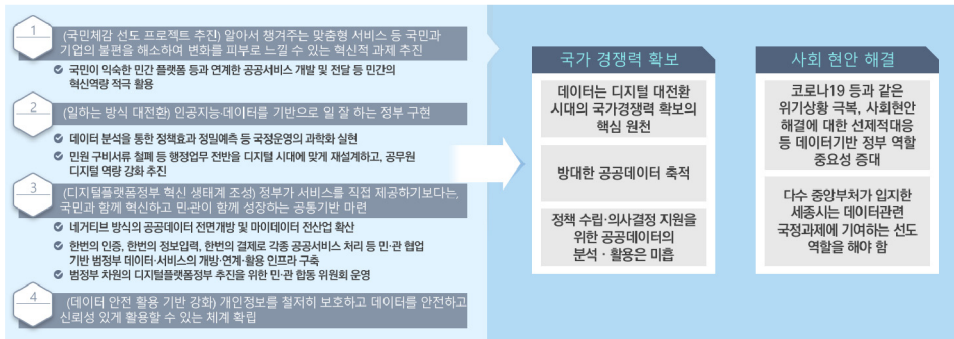 1
(국민체감 선도 프로젝트 추진) 알아서 챙겨주는 맞춤형 서비스 등 국민과
기업의 불편을 해소하여 변화를 피부로 느낄 수 있는 혁신적 과제 추진
국민이 익숙한 민간 플랫폼 등과 연계한 공공서비스 개발 및 전달 등 민간의
혁신역량 적극 활용
2
(일하는 방식 대전환) 인공지능·데이터를 기반으로 일 잘 하는 정부 구현
데이터 분석을 통한 정책효과 정밀예측 등 국정운영의 과학화 실현
민원 구비서류 철폐 등 행정업무 전반을 디지털 시대에 맞게 재설계하고, 공무원
디지털 역량 강화 추진
3
(디지털플랫폼정부 혁신 생태계 조성) 정부가 서비스를 직접 제공하기보다는,
국민과 함께 혁신하고 민·관이 함께 성장하는 공통기반 마련
네거티브 방식의 공공데이터 전면개방 및 마이데이터 전산업 확산
한번의 인증, 한번의 정보입력, 한번의 결제로 각종 공공서비스 처리 등 민·관 협업
기반 범정부 데이터·서비스의 개방·연계·활용 인프라 구축
범정부 차원의 디지털플랫폼정부 추진을 위한 민·관 합동 위원회 운영
4
(데이터 안전 활용 기반 강화) 개인정보를 철저히 보호하고 데이터를 안전하고
신뢰성 있게 활용할 수 있는 체계 확립
국가 경쟁력 확보
데이터는 디지털 대전환
시대의 국가경쟁력 확보의
핵심 원천
방대한 공공데이터 축적
정책 수립·의사결정 지원을
위한 공공데이터의
분석·활용은 미흡
사회 현안 해결
코로나19 등과 같은
위기상황 극복, 사회현안
해결에 대한 선제적대응
등 데이터기반 정부 역할
중요성 증대
다수 중앙부처가 입지한
세종시는 데이터관련
국정과제에 기여하는 선도
역할을 해야 함